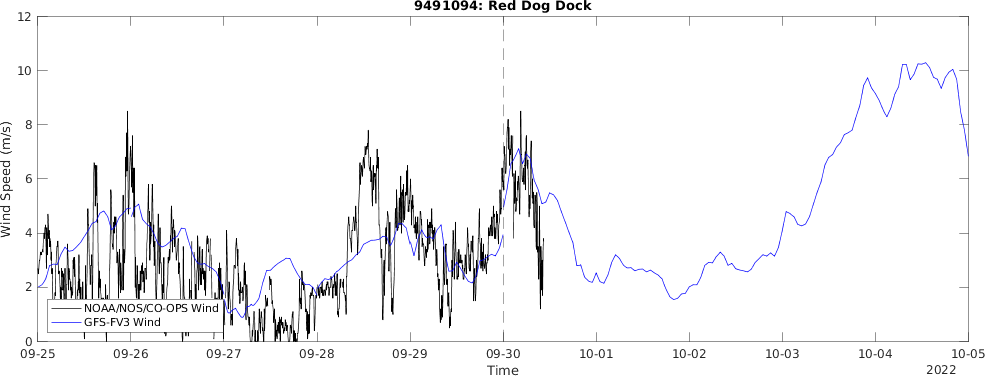 9491094: Red Dog Dock
12
10
8
6
4
2
0
Wind Speed (m/s)
NOAA/NOS/CO-OPS Wind
GFS-FV3 Wind
09-25 09-26 09-27 09-28 09-29 09-30 10-01 10-02 10-03 10-04 10-05
Time
2022